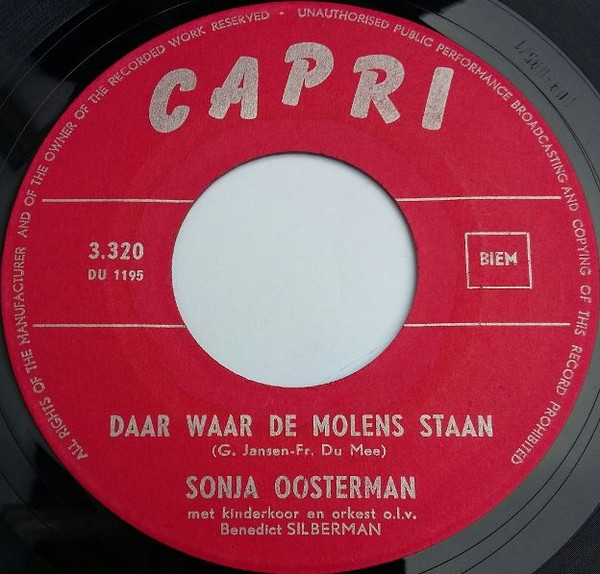 ALL RIGHTS OF THE MANUFACTURER AND OF THE OWNER OF THE RECORDED WORK RESERVED - UNAUTHORISED PUBLIC PERFORMANCE BROADCASTING AND COPYING OF THIS RECORD PROHIBITED
CAPRI
3.320
DU 1195
BIEM
DAAR WAAR DE MOLENS STAAN
(G. Jansen-Fr. Du Mee)
SONJA OOSTERMAN
met kinderkoor en orkest o.l.v.
Benedict SILBERMAN